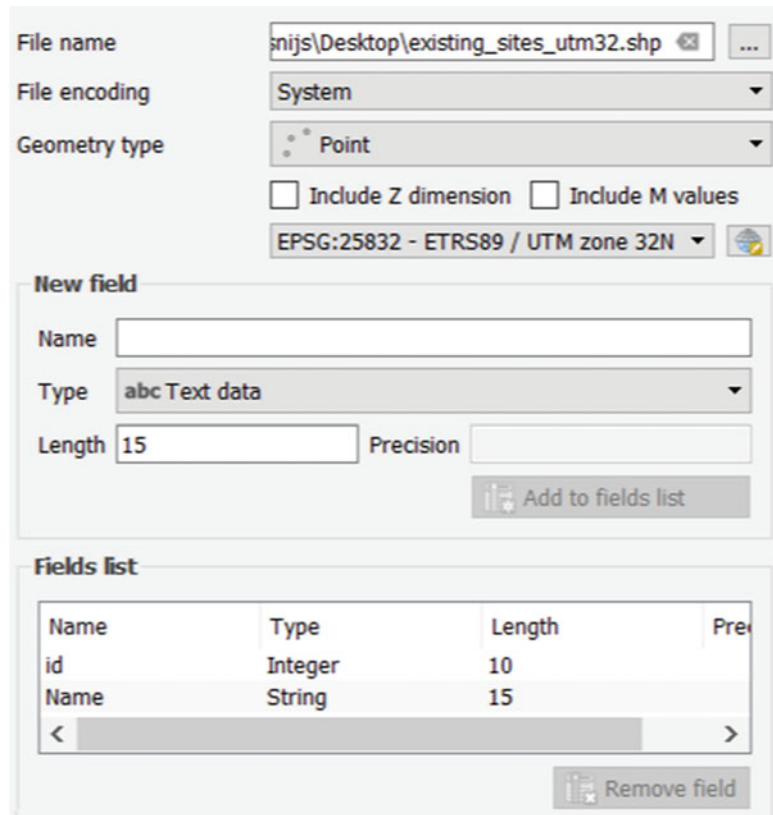 File name snijs\Desktop\existing_sites_utm32.shp ...
File encoding System
Geometry type Point
Include Z dimension Include M values
EPSG:25832 - ETRS89 / UTM zone 32N
New field
Name
Type abc Text data
Length 15 Precision
Add to fields list
Fields list
Name Type Length Prec
id Integer 10
Name String 15
Remove field